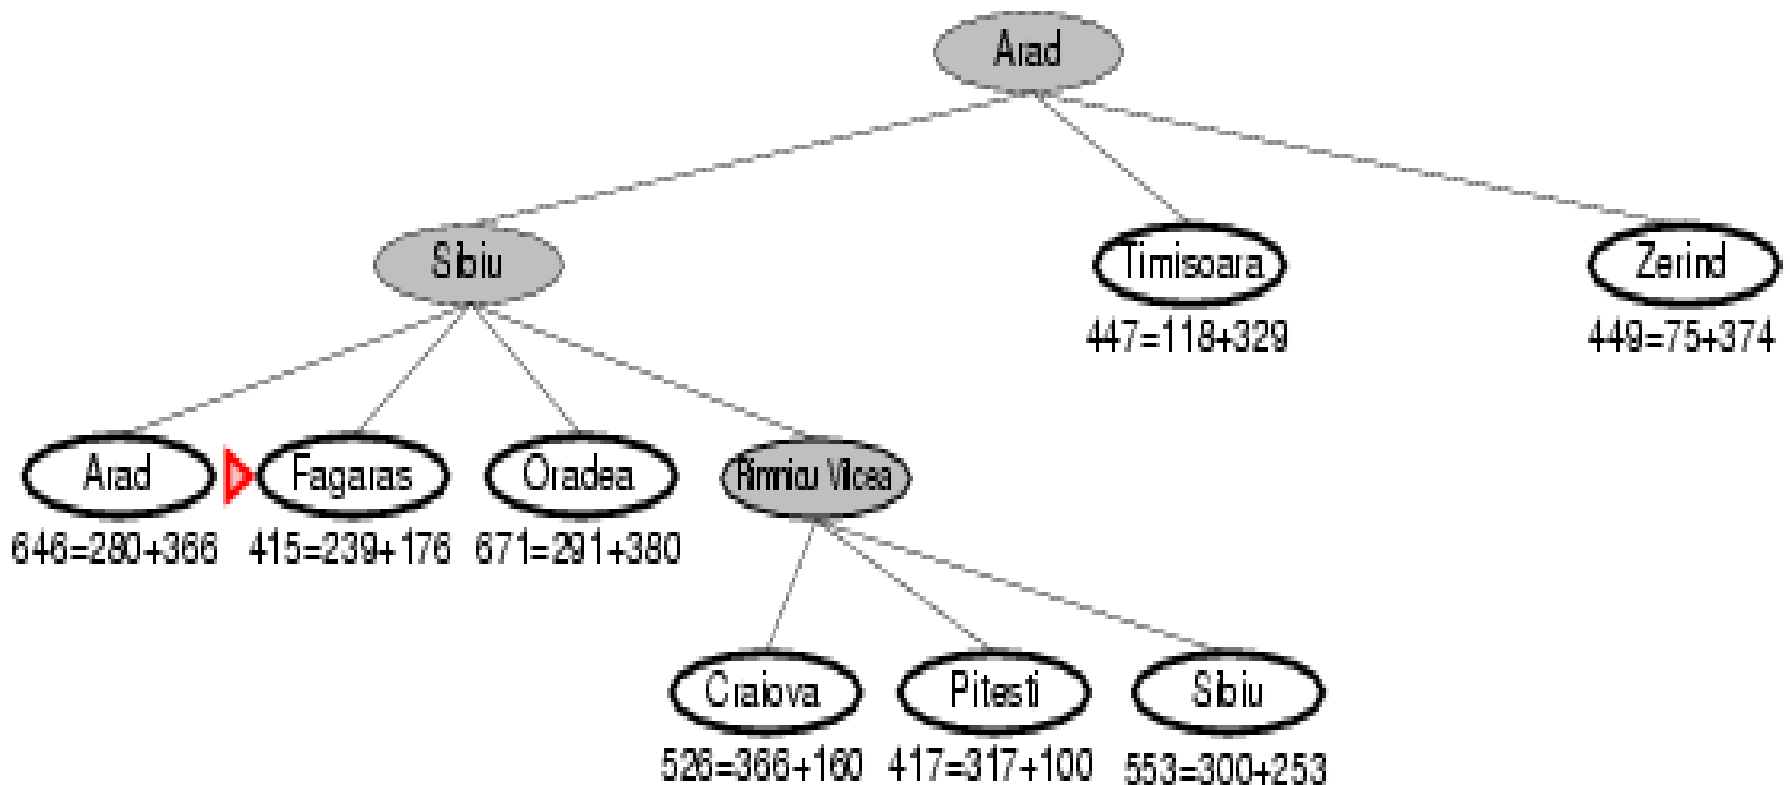 Arad
Sibiu
Timisoara
Zerind
447=118+329
449=75+374
Arad
Fagaras
Oradea
Rimnicu Vilcea
646=280+366
415=239+176
671=291+380
Craiova
Pitesti
Sibiu
526=366+160
417=317+100
553=300+253